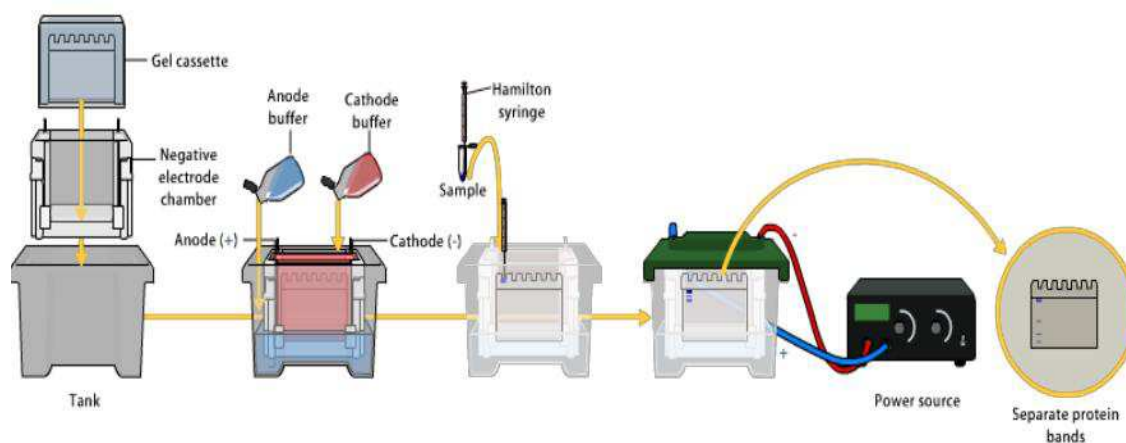 Gel cassette
Negative
electrode
chamber
Tank
Anode
buffer
Cathode
buffer
Anode (+)
Cathode (-)
Hamilton
syringe
Sample
-
+
Power source
Separate protein
bands